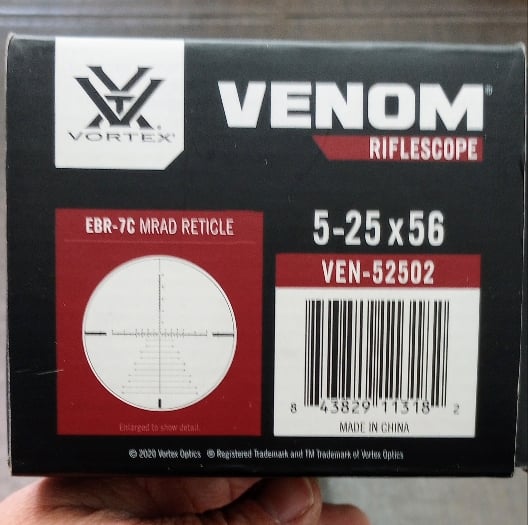 VORTEX®
VENOM®
RIFLESCOPE
EBR-7C MRAD RETICLE
5-25x56
VEN-52502
8 43829 11318 2
Enlarged to show detail.
MADE IN CHINA
© 2020 Vortex Optics ® Registered Trademark and TM Trademark of Vortex Optics